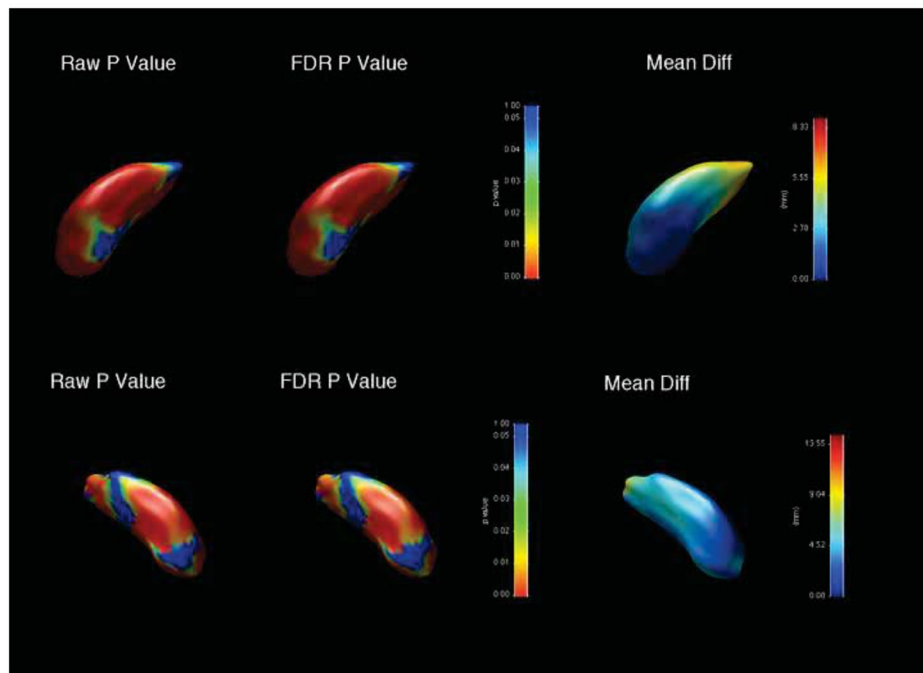 Raw P Value
FDR P Value
Mean Diff
1.00
0.05
0.04
0.03
0.02
0.01
0.00
p value
8.33
5.55
2.78
0.00
(mm)
Raw P Value
FDR P Value
Mean Diff
1.00
0.05
0.04
0.03
0.02
0.01
0.00
p value
9.04
4.52
0.00
(mm)